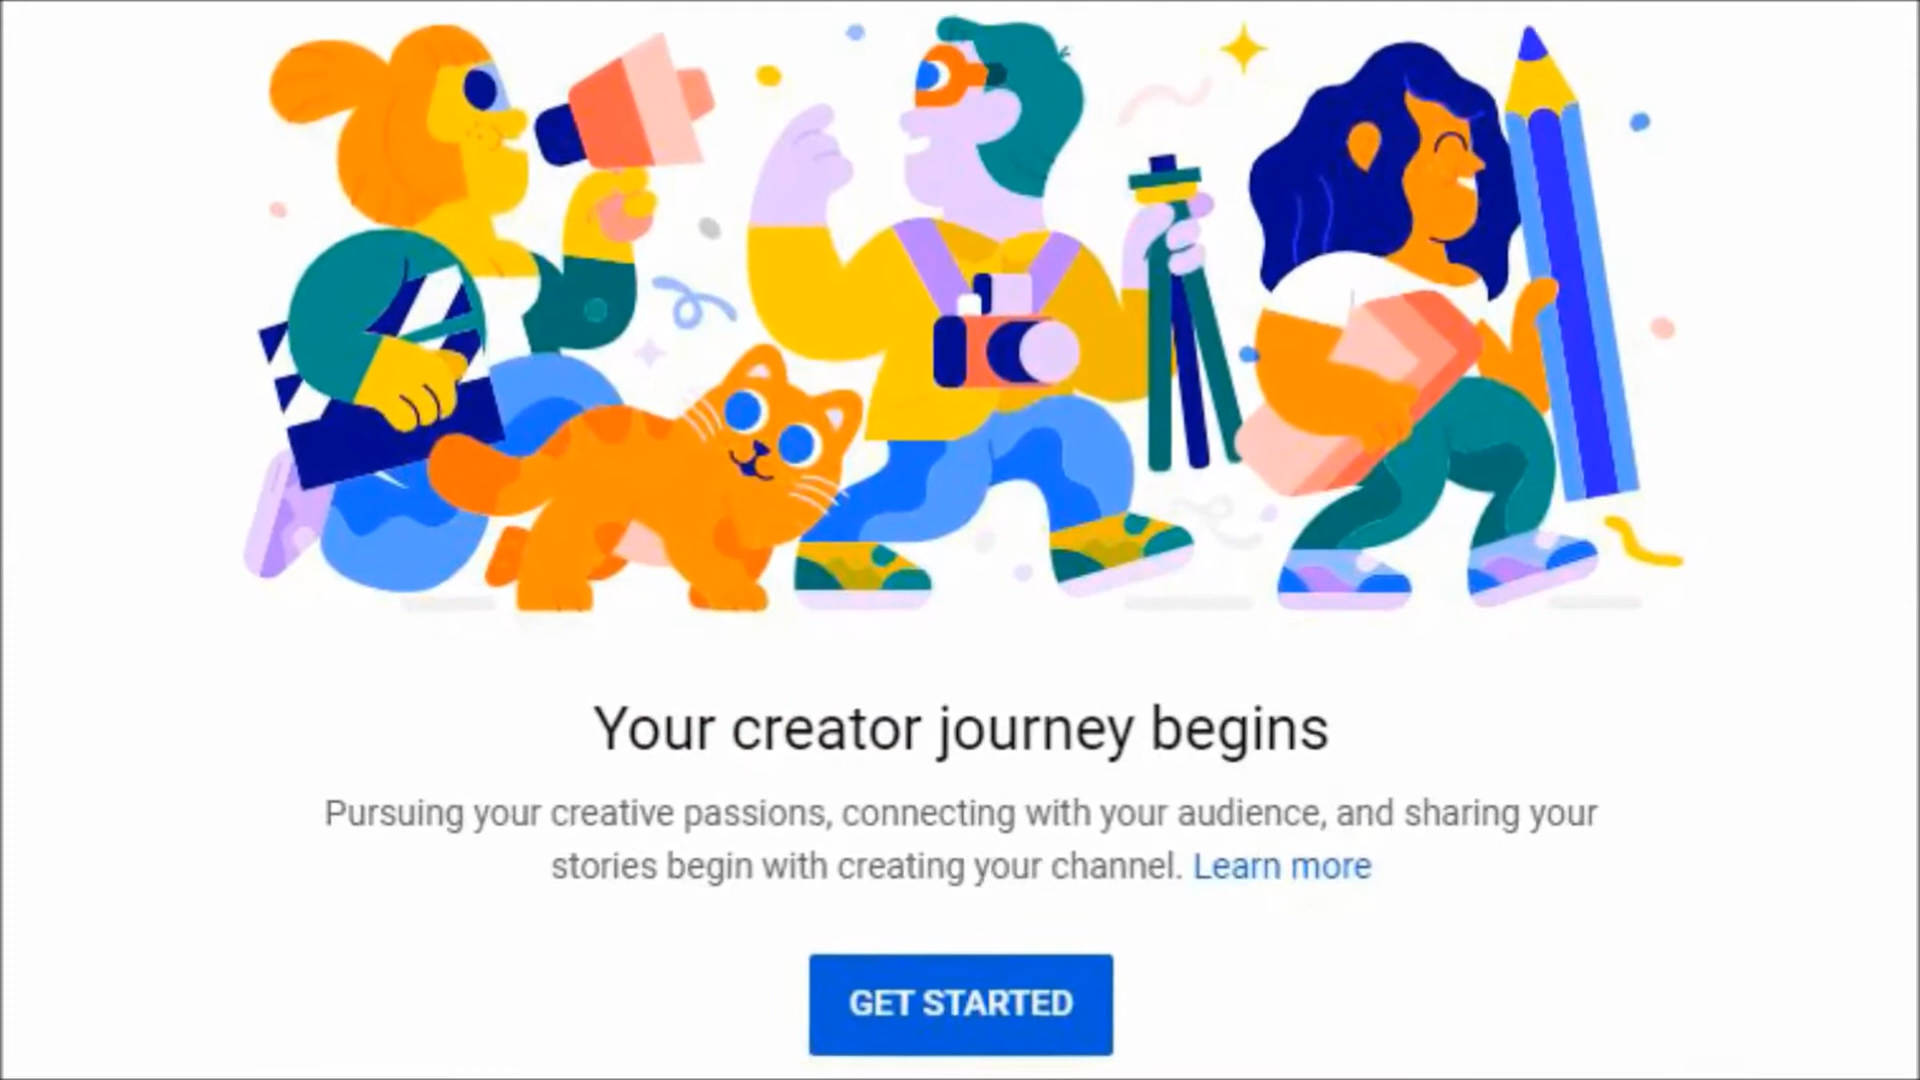 Your creator journey begins
Pursuing your creative passions, connecting with your audience, and sharing your
stories begin with creating your channel. Learn more
GET STARTED